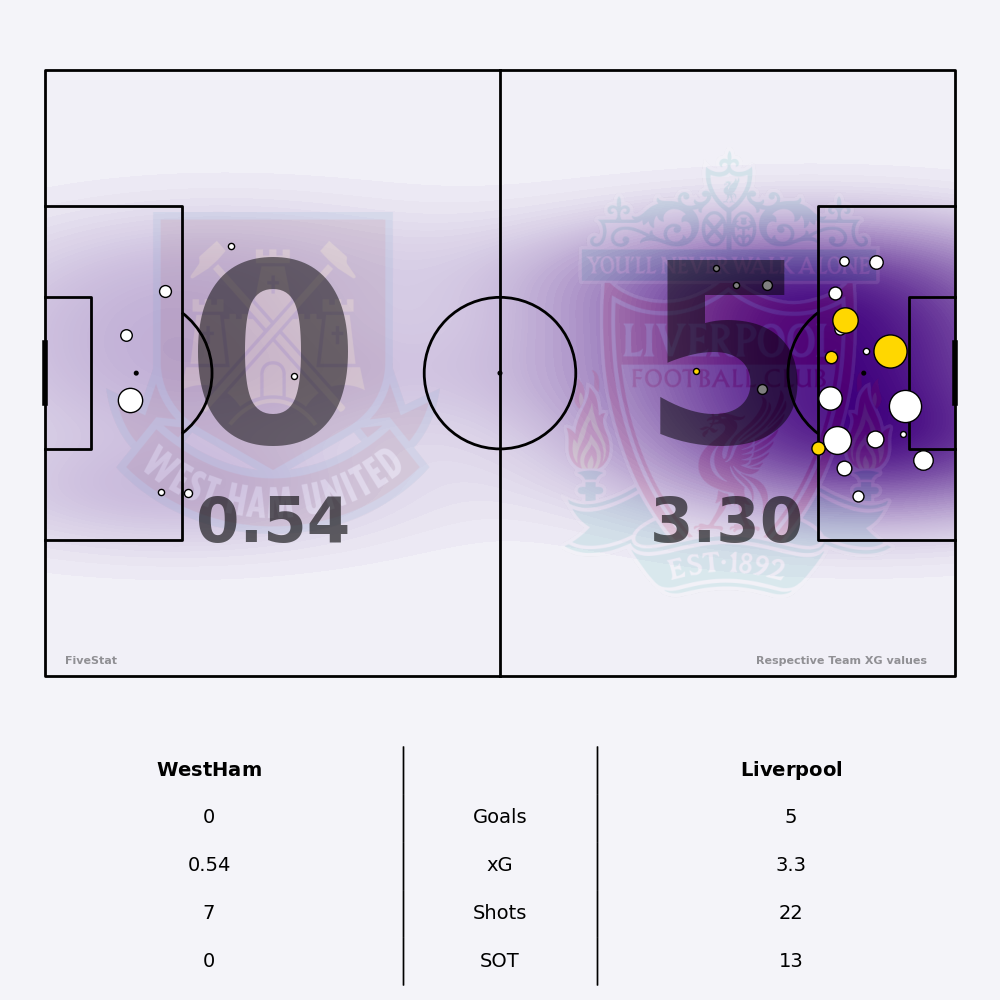 YOU'LL NEVER WALK ALONE
LIVERPOOL
FOOTBALL CLUB
0
5
WEST HAM UNITED
0.54
3.30
EST·1892
FiveStat
Respective Team XG values
WestHam
Liverpool
0
Goals
5
0.54
xG
3.3
7
Shots
22
0
SOT
13